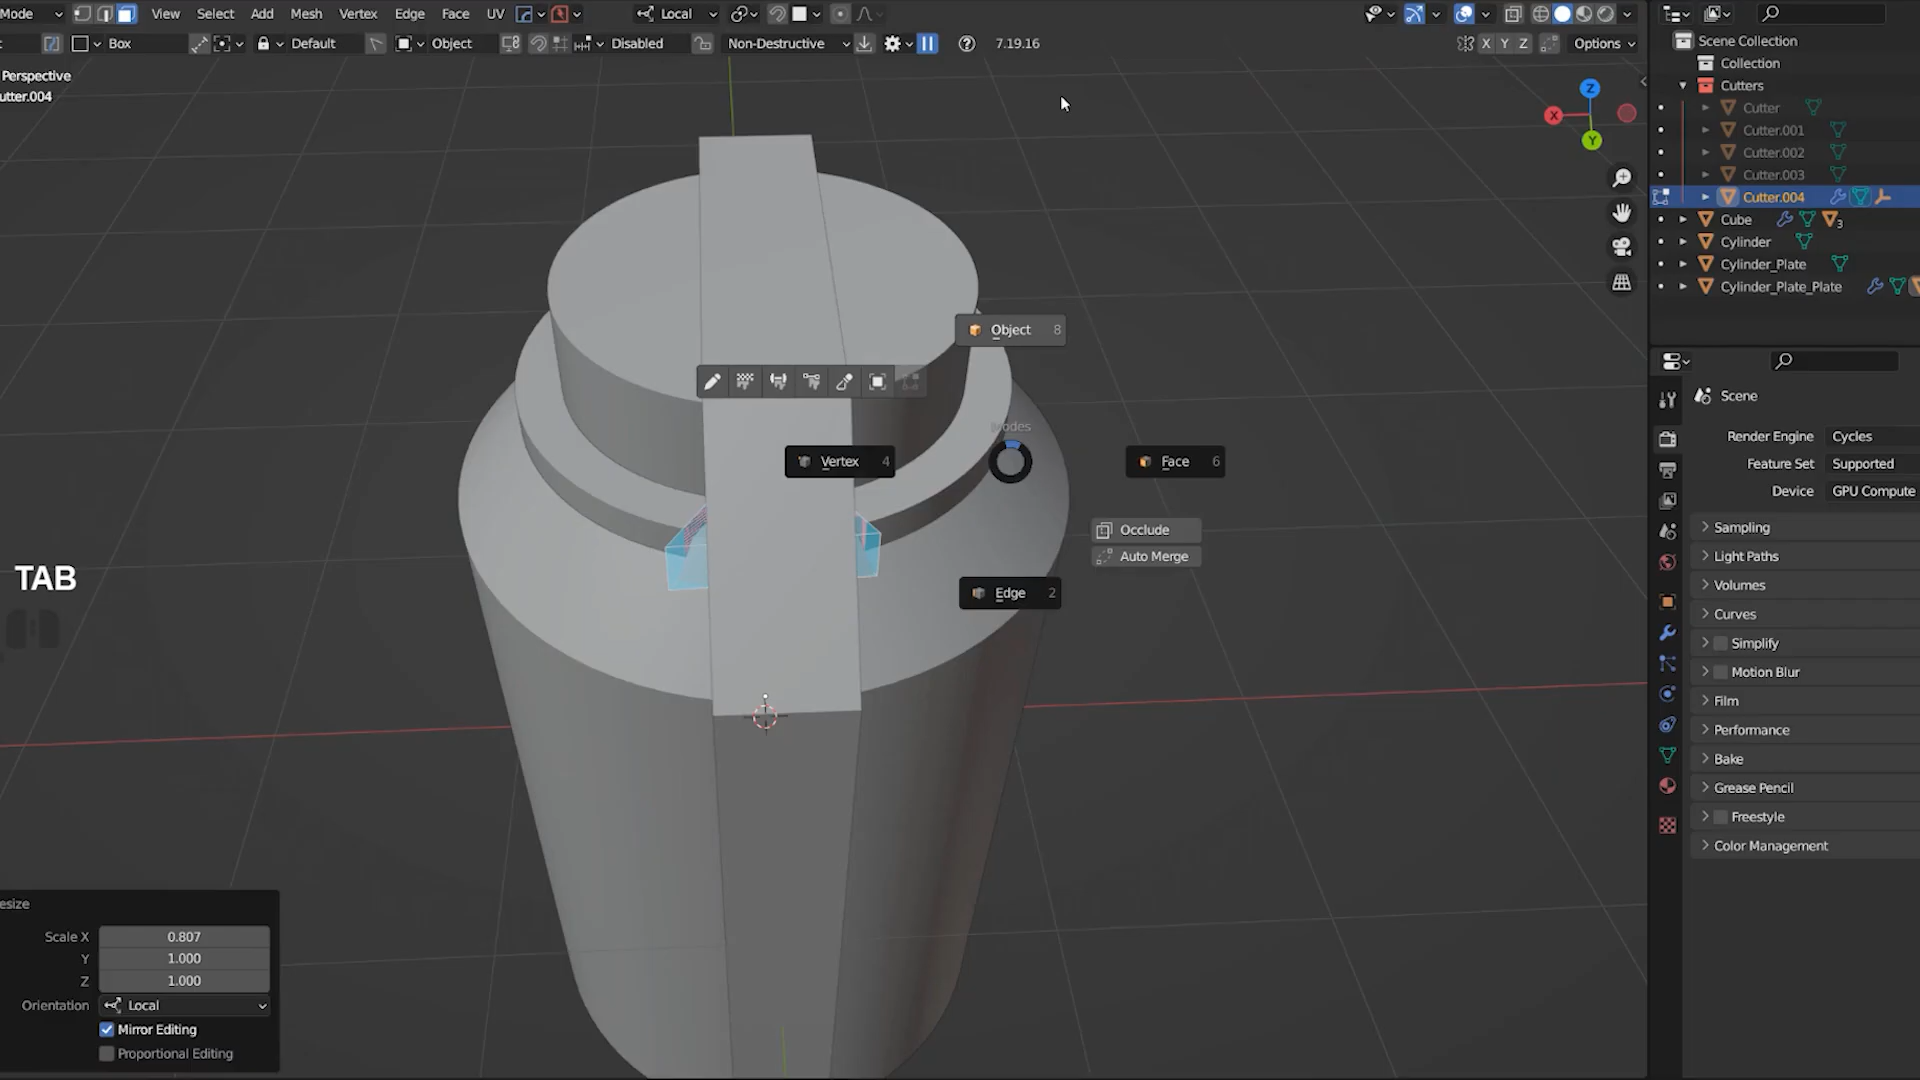 Mode View Select Add Mesh Vertex Edge Face UV Local
Box Default Object Disabled Non-Destructive 7.19.16 X Y Z Options
Perspective
utter.004
Z
X
Y
Scene Collection
Collection
Cutters
Cutter
Cutter.001
Cutter.002
Cutter.003
Cutter.004
Cube 3
Cylinder
Cylinder_Plate
Cylinder_Plate_Plate
Object 8
Modes
Vertex 4
Face 6
Occlude
Auto Merge
Edge 2
TAB
Scene
Render Engine Cycles
Feature Set Supported
Device GPU Compute
Sampling
Light Paths
Volumes
Curves
Simplify
Motion Blur
Film
Performance
Bake
Grease Pencil
Freestyle
Color Management
esize
Scale X 0.807
Y 1.000
Z 1.000
Orientation Local
Mirror Editing
Proportional Editing